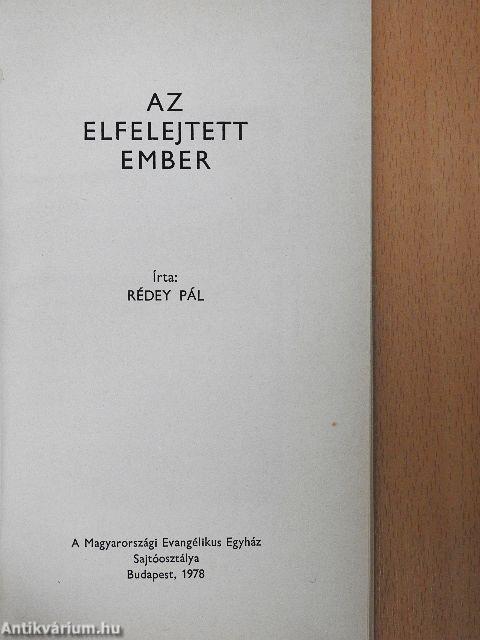 AZ
ELFELEJTETT
EMBER
Írta:
RÉDEY PÁL
A Magyarországi Evangélikus Egyház
Sajtóosztálya
Budapest, 1978
Antikvárium.hu